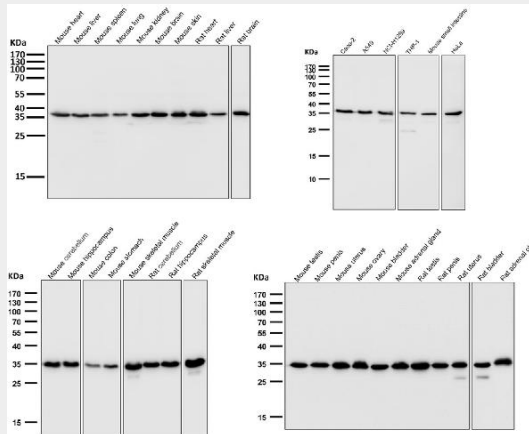 KDa
Mouse heart
Mouse liver
Mouse spleen
Mouse lung
Mouse kidney
Mouse brain
Mouse skin
Rat heart
Rat liver
Rat brain
170
130
100
70
55
40
35
25
15
KDa
Caco-2
A549
THP-1
Mouse small intestine
HeLa
170
130
100
70
55
40
35
25
15
10
KDa
Mouse cerebellum
Mouse hippocampus
Mouse colon
Mouse stomach
Mouse skeletal muscle
Rat cerebellum
Rat hippocampus
Rat skeletal muscle
170
130
100
70
55
40
35
25
15
KDa
Mouse testis
Mouse penis
Mouse uterus
Mouse ovary
Mouse bladder
Mouse adrenal gland
Rat testis
Rat penis
Rat uterus
Rat bladder
Rat adrenal
170
130
100
70
55
40
35
25
15